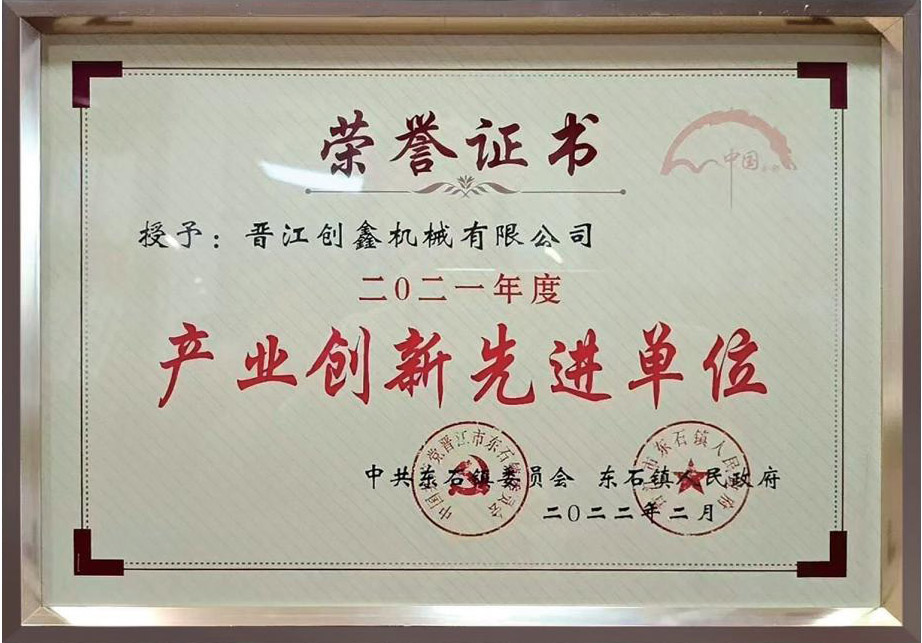 荣誉证书
中国
授予：晋江创鑫机械有限公司
二〇二一年度
产业创新先进单位
中共东石镇委员会 东石镇人民政府
二〇二二年二月